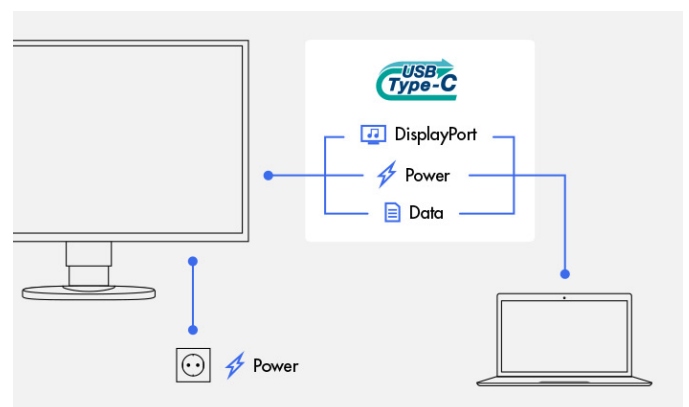 USB
Type-C
DisplayPort
Power
Data
Power